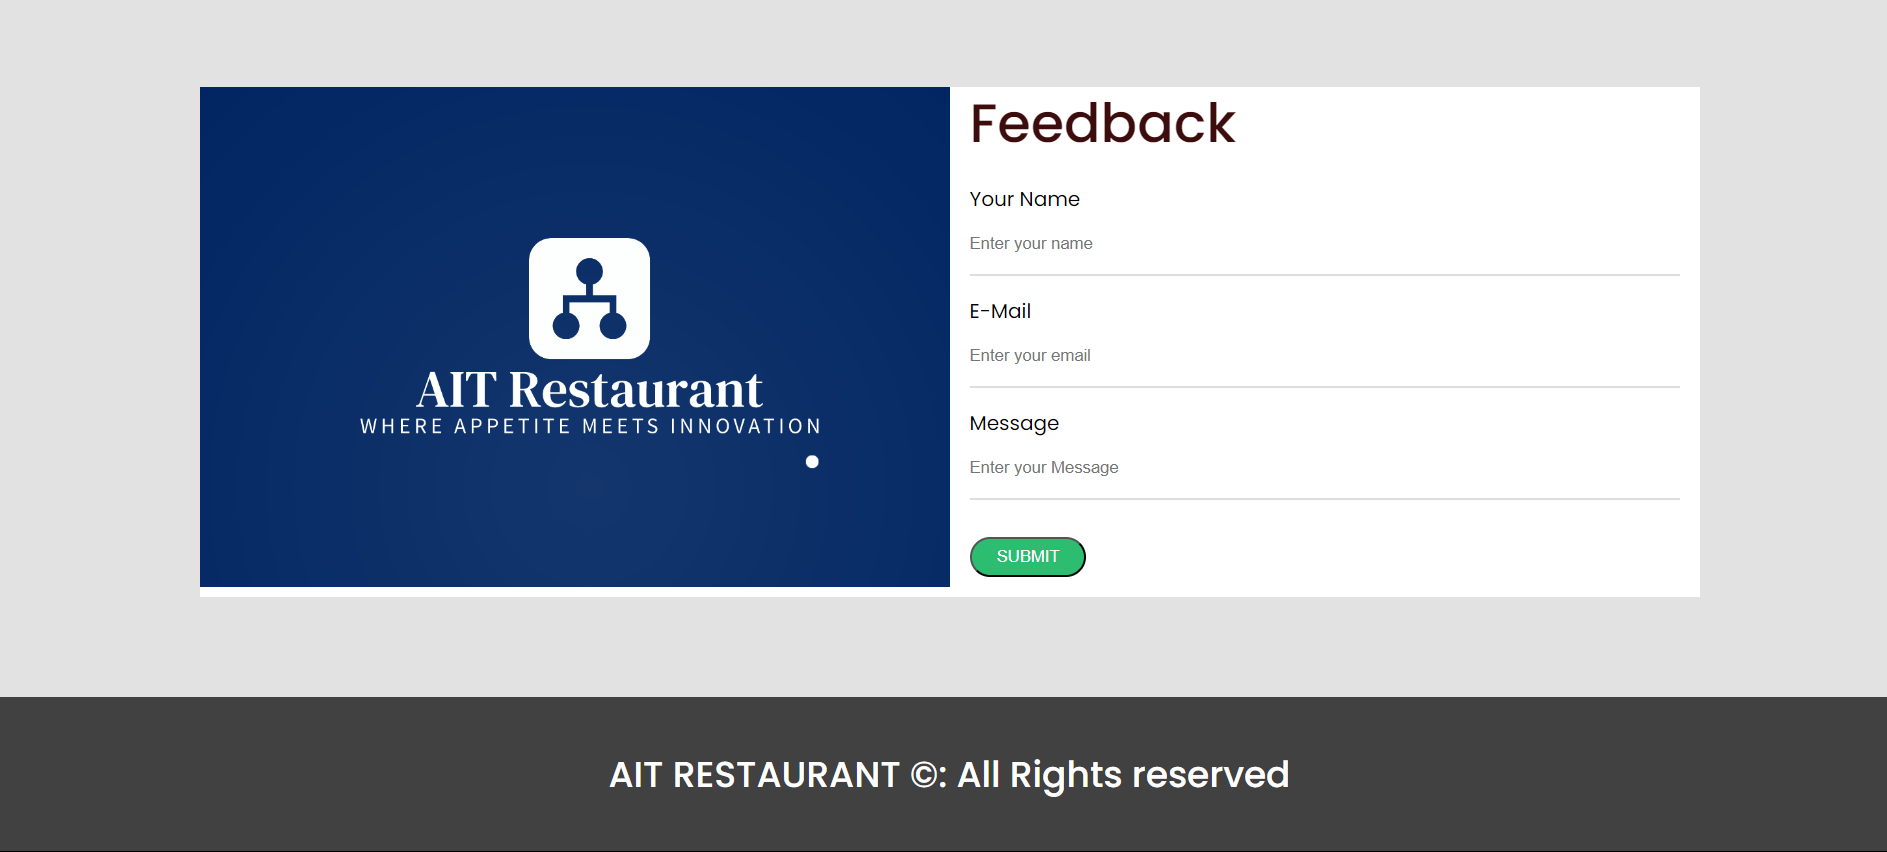 AIT Restaurant
WHERE APPETITE MEETS INNOVATION
Feedback
Your Name
Enter your name
E-Mail
Enter your email
Message
Enter your Message
SUBMIT
AIT RESTAURANT ©: All Rights reserved